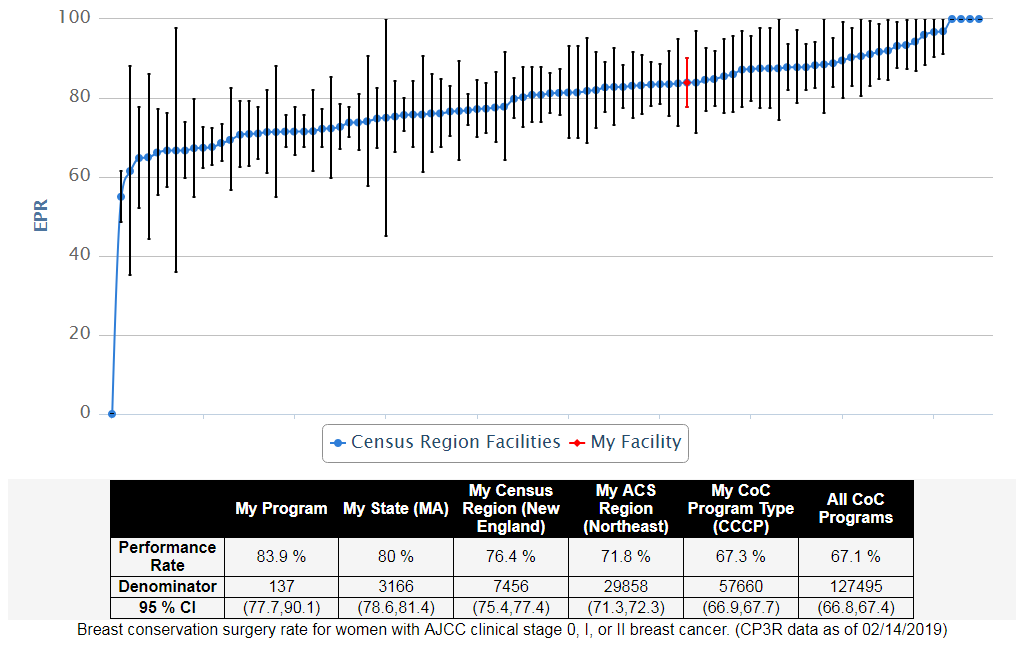 100
80
60
40
20
0
EPR
Census Region Facilities My Facility
My Program My State (MA) My Census Region (New England) My ACS Region (Northeast) My CoC Program Type (CCCP) All CoC Programs
Performance Rate 83.9 % 80 % 76.4 % 71.8 % 67.3 % 67.1 %
Denominator 137 3166 7456 29858 57660 127495
95 % CI (77.7,90.1) (78.6,81.4) (75.4,77.4) (71.3,72.3) (66.9,67.7) (66.8,67.4)
Breast conservation surgery rate for women with AJCC clinical stage 0, I, or II breast cancer. (CP3R data as of 02/14/2019)